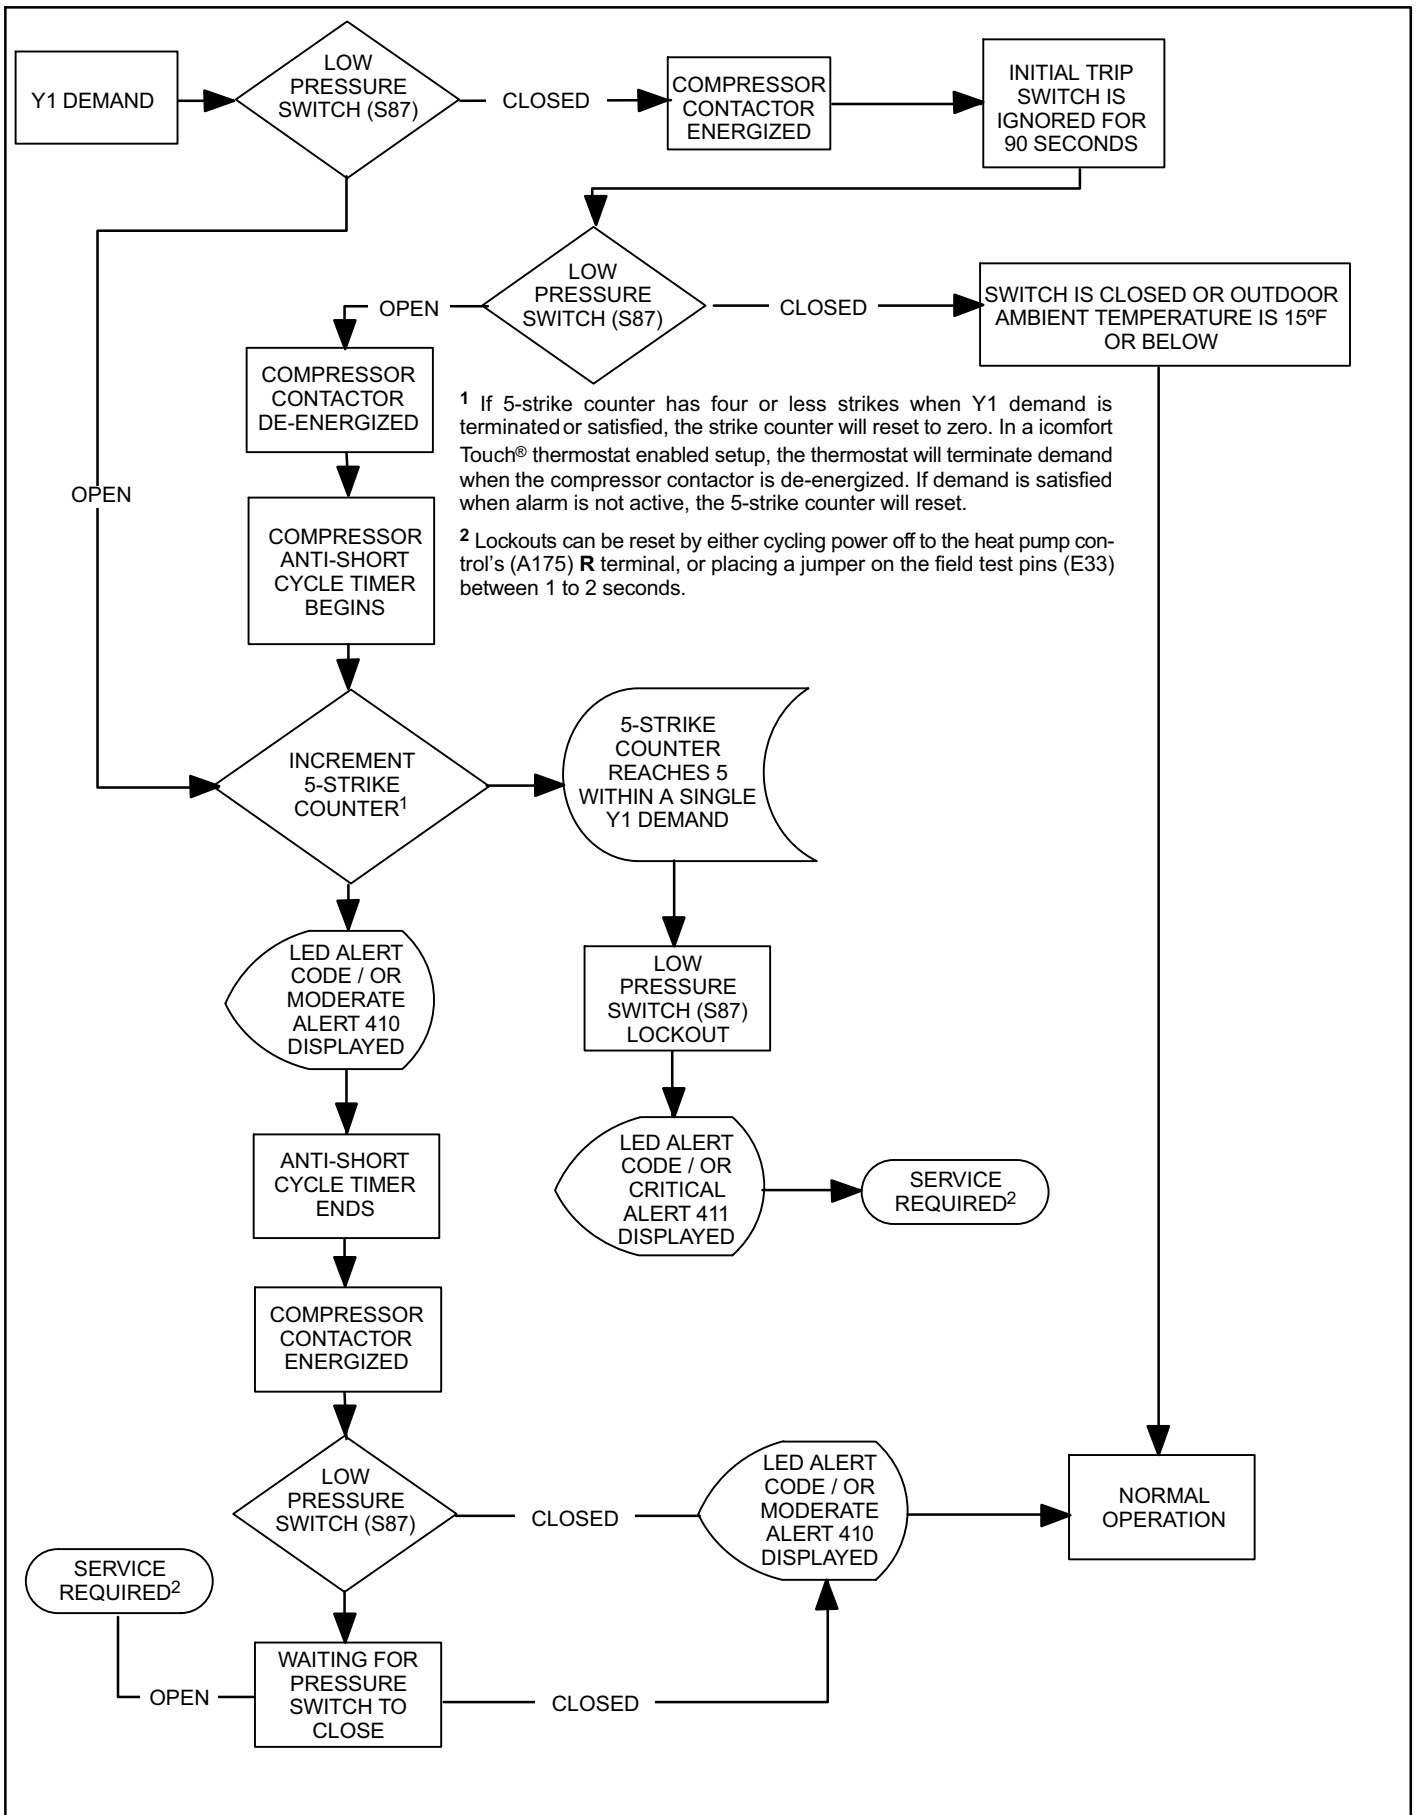 Y1 DEMAND
LOW
PRESSURE
SWITCH (S87)
CLOSED
COMPRESSOR
CONTACTOR
ENERGIZED
INITIAL TRIP
SWITCH IS
IGNORED FOR
90 SECONDS
LOW
PRESSURE
SWITCH (S87)
OPEN
CLOSED
SWITCH IS CLOSED OR OUTDOOR
AMBIENT TEMPERATURE IS 15ºF
OR BELOW
COMPRESSOR
CONTACTOR
DE-ENERGIZED
1 If 5-strike counter has four or less strikes when Y1 demand is
terminated or satisfied, the strike counter will reset to zero. In a icomfort
Touch® thermostat enabled setup, the thermostat will terminate demand
when the compressor contactor is de-energized. If demand is satisfied
when alarm is not active, the 5-strike counter will reset.
2 Lockouts can be reset by either cycling power off to the heat pump con-
trol's (A175) R terminal, or placing a jumper on the field test pins (E33)
between 1 to 2 seconds.
OPEN
COMPRESSOR
ANTI-SHORT
CYCLE TIMER
BEGINS
INCREMENT
5-STRIKE
COUNTER1
5-STRIKE
COUNTER
REACHES 5
WITHIN A SINGLE
Y1 DEMAND
LED ALERT
CODE / OR
MODERATE
ALERT 410
DISPLAYED
LOW
PRESSURE
SWITCH (S87)
LOCKOUT
ANTI-SHORT
CYCLE TIMER
ENDS
LED ALERT
CODE / OR
CRITICAL
ALERT 411
DISPLAYED
SERVICE
REQUIRED2
COMPRESSOR
CONTACTOR
ENERGIZED
LOW
PRESSURE
SWITCH (S87)
CLOSED
LED ALERT
CODE / OR
MODERATE
ALERT 410
DISPLAYED
NORMAL
OPERATION
SERVICE
REQUIRED2
OPEN
WAITING FOR
PRESSURE
SWITCH TO
CLOSE
CLOSED